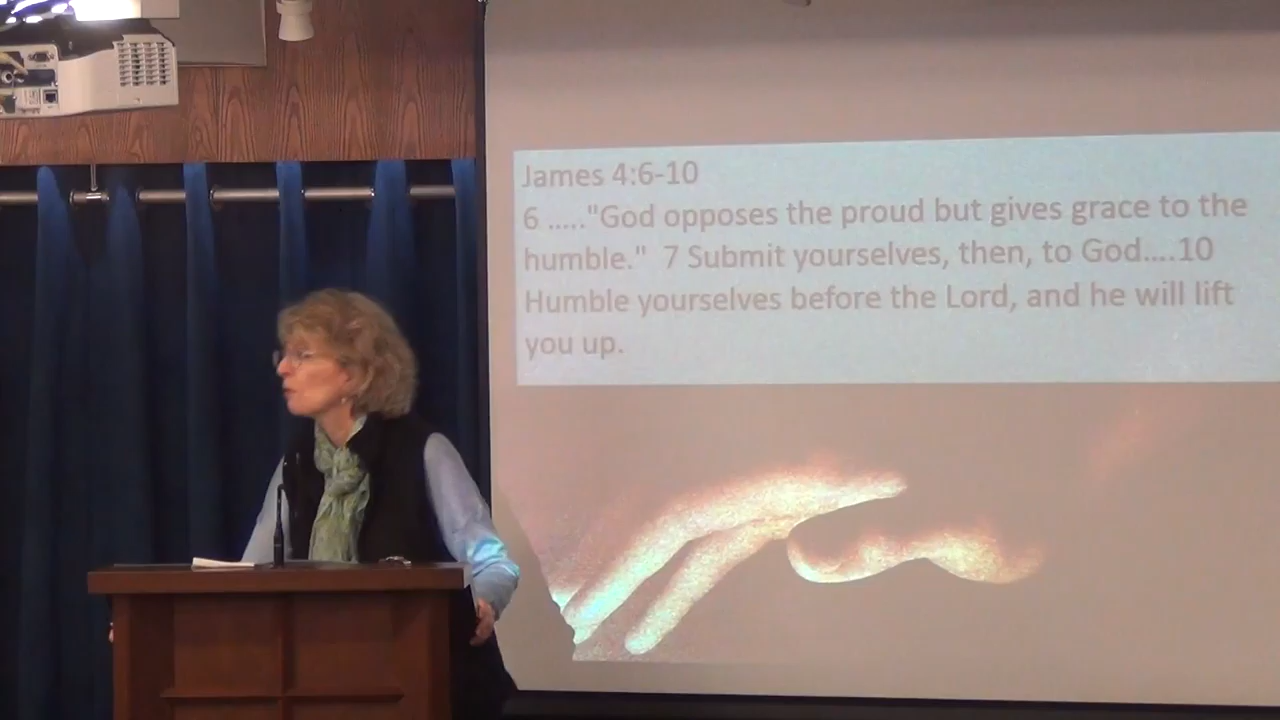 James 4:6-10
6 ....."God opposes the proud but gives grace to the
humble."  7 Submit yourselves, then, to God....10
Humble yourselves before the Lord, and he will lift
you up.